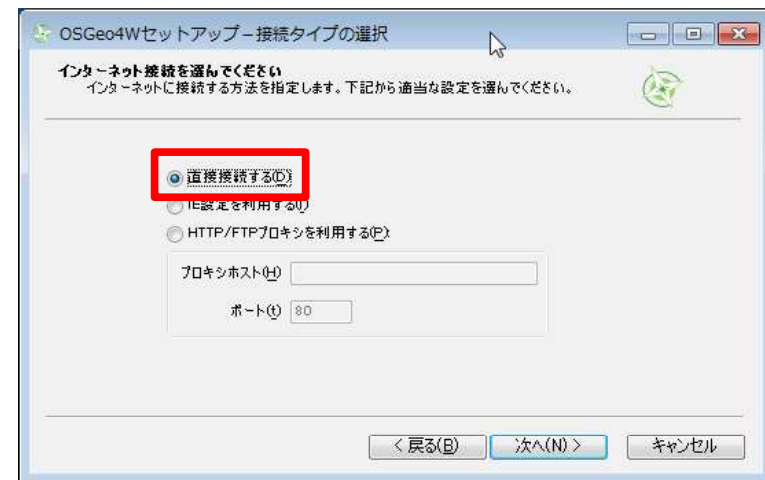 OSGeo4Wセットアップ－接続タイプの選択
インターネット接続を選んでください
インターネットに接続する方法を指定します。下記から適当な設定を選んでください。
直接接続する(D)
IE設定を利用する(I)
HTTP/FTPプロキシを利用する(P):
プロキシホスト(H)
ポート(t) 80
< 戻る(B) 次へ(N) > キャンセル